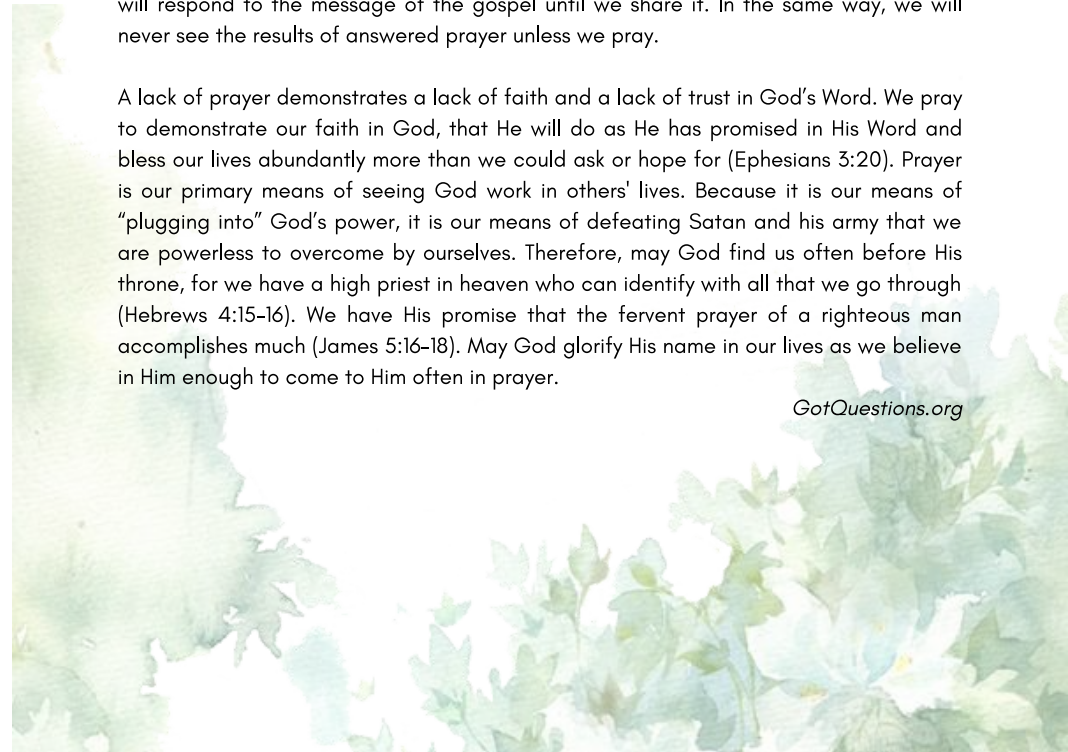 will respond to the message of the gospel until we share it. In the same way, we will
never see the results of answered prayer unless we pray.
A lack of prayer demonstrates a lack of faith and a lack of trust in God’s Word. We pray
to demonstrate our faith in God, that He will do as He has promised in His Word and
bless our lives abundantly more than we could ask or hope for (Ephesians 3:20). Prayer
is our primary means of seeing God work in others' lives. Because it is our means of
“plugging into” God’s power, it is our means of defeating Satan and his army that we
are powerless to overcome by ourselves. Therefore, may God find us often before His
throne, for we have a high priest in heaven who can identify with all that we go through
(Hebrews 4:15–16). We have His promise that the fervent prayer of a righteous man
accomplishes much (James 5:16–18). May God glorify His name in our lives as we believe
in Him enough to come to Him often in prayer.
GotQuestions.org